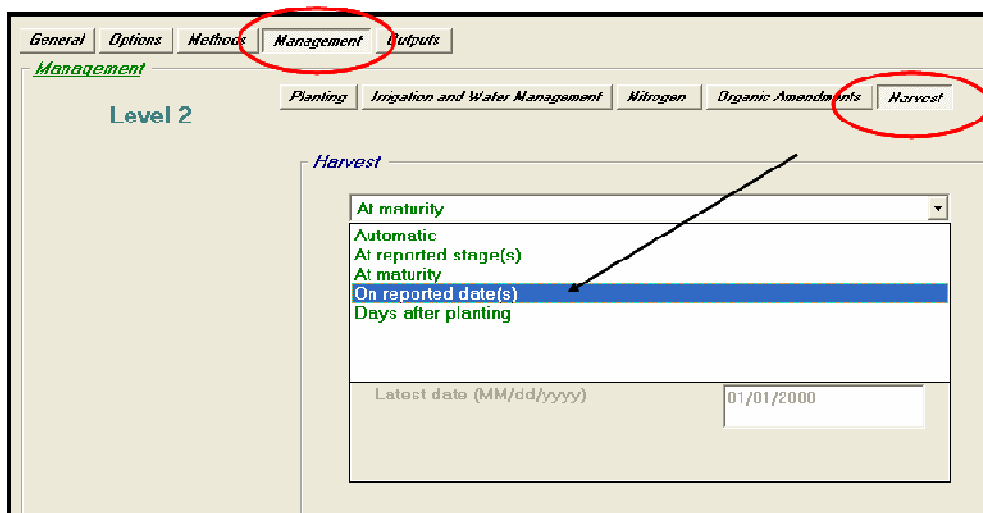 General Options Methods Management Outputs
Management
Level 2
Planting Irrigation and Water Management Nitrogen Organic Amendments Harvest
Harvest
At maturity
Automatic
At reported stage(s)
At maturity
On reported date(s)
Days after planting
Latest date (MM/dd/yyyy) 01/01/2000